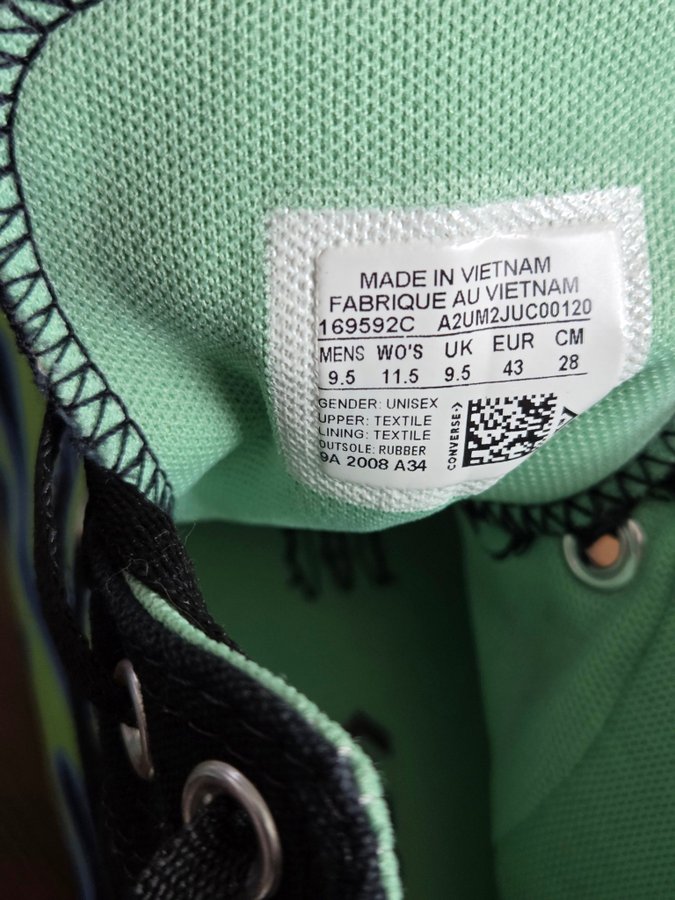 MADE IN VIETNAM
FABRIQUE AU VIETNAM
169592C A2UM2JUC00120
MENS WO'S UK EUR CM
9.5 11.5 9.5 43 28
GENDER: UNISEX
UPPER: TEXTILE
LINING: TEXTILE
OUTSOLE: RUBBER
9A 2008 A34
CONVERSE